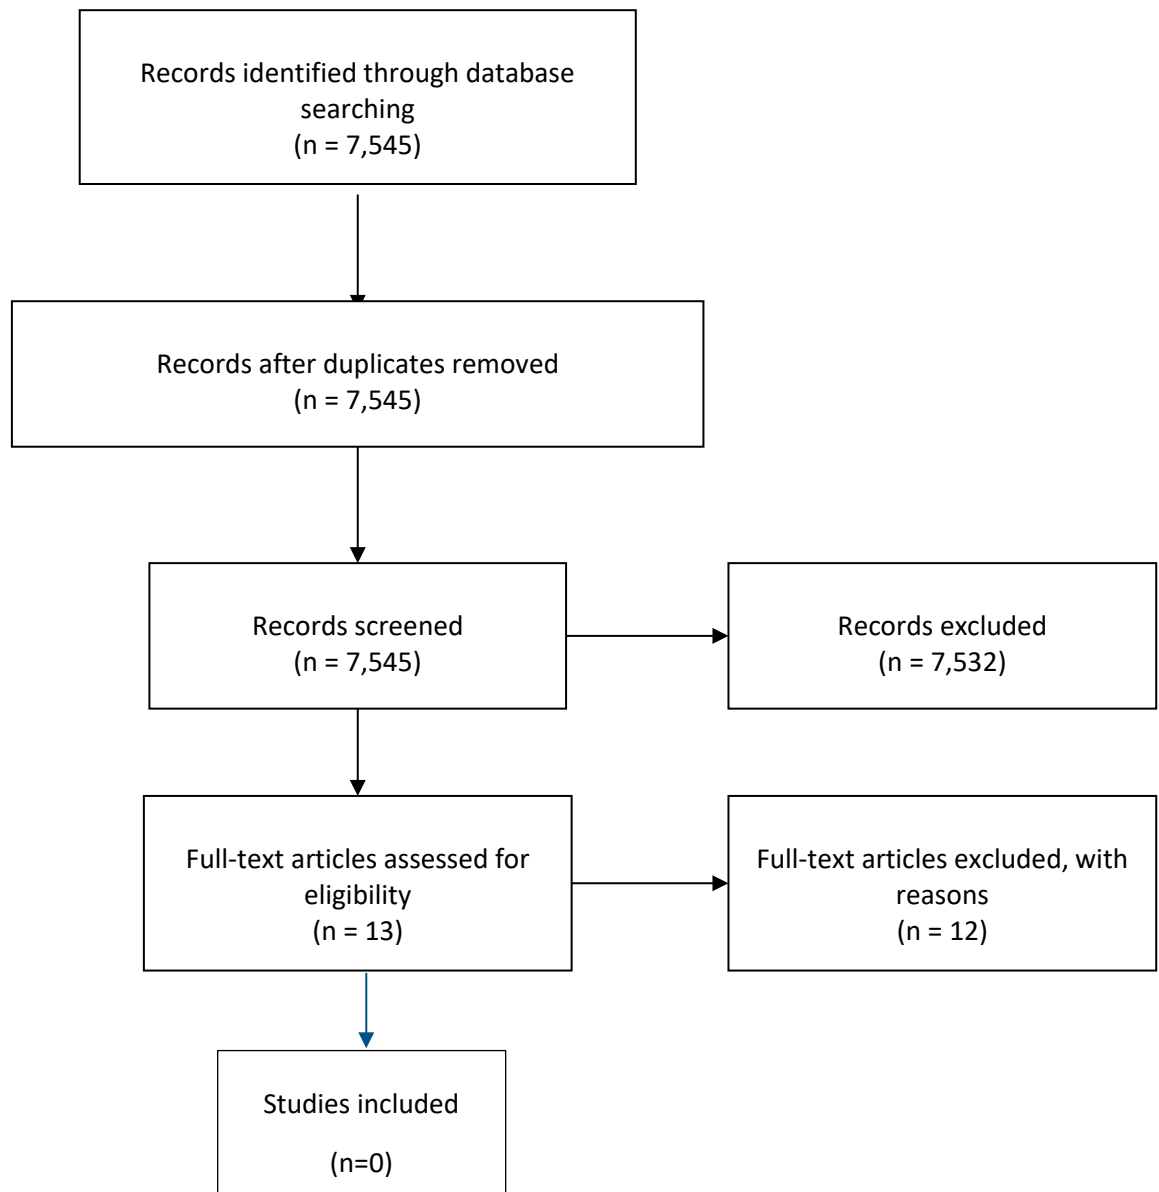 Records identified through database
searching
(n = 7,545)
Records after duplicates removed
(n = 7,545)
Records screened
(n = 7,545)
Records excluded
(n = 7,532)
Full-text articles assessed for
eligibility
(n = 13)
Full-text articles excluded, with
reasons
(n = 12)
Studies included
(n=0)